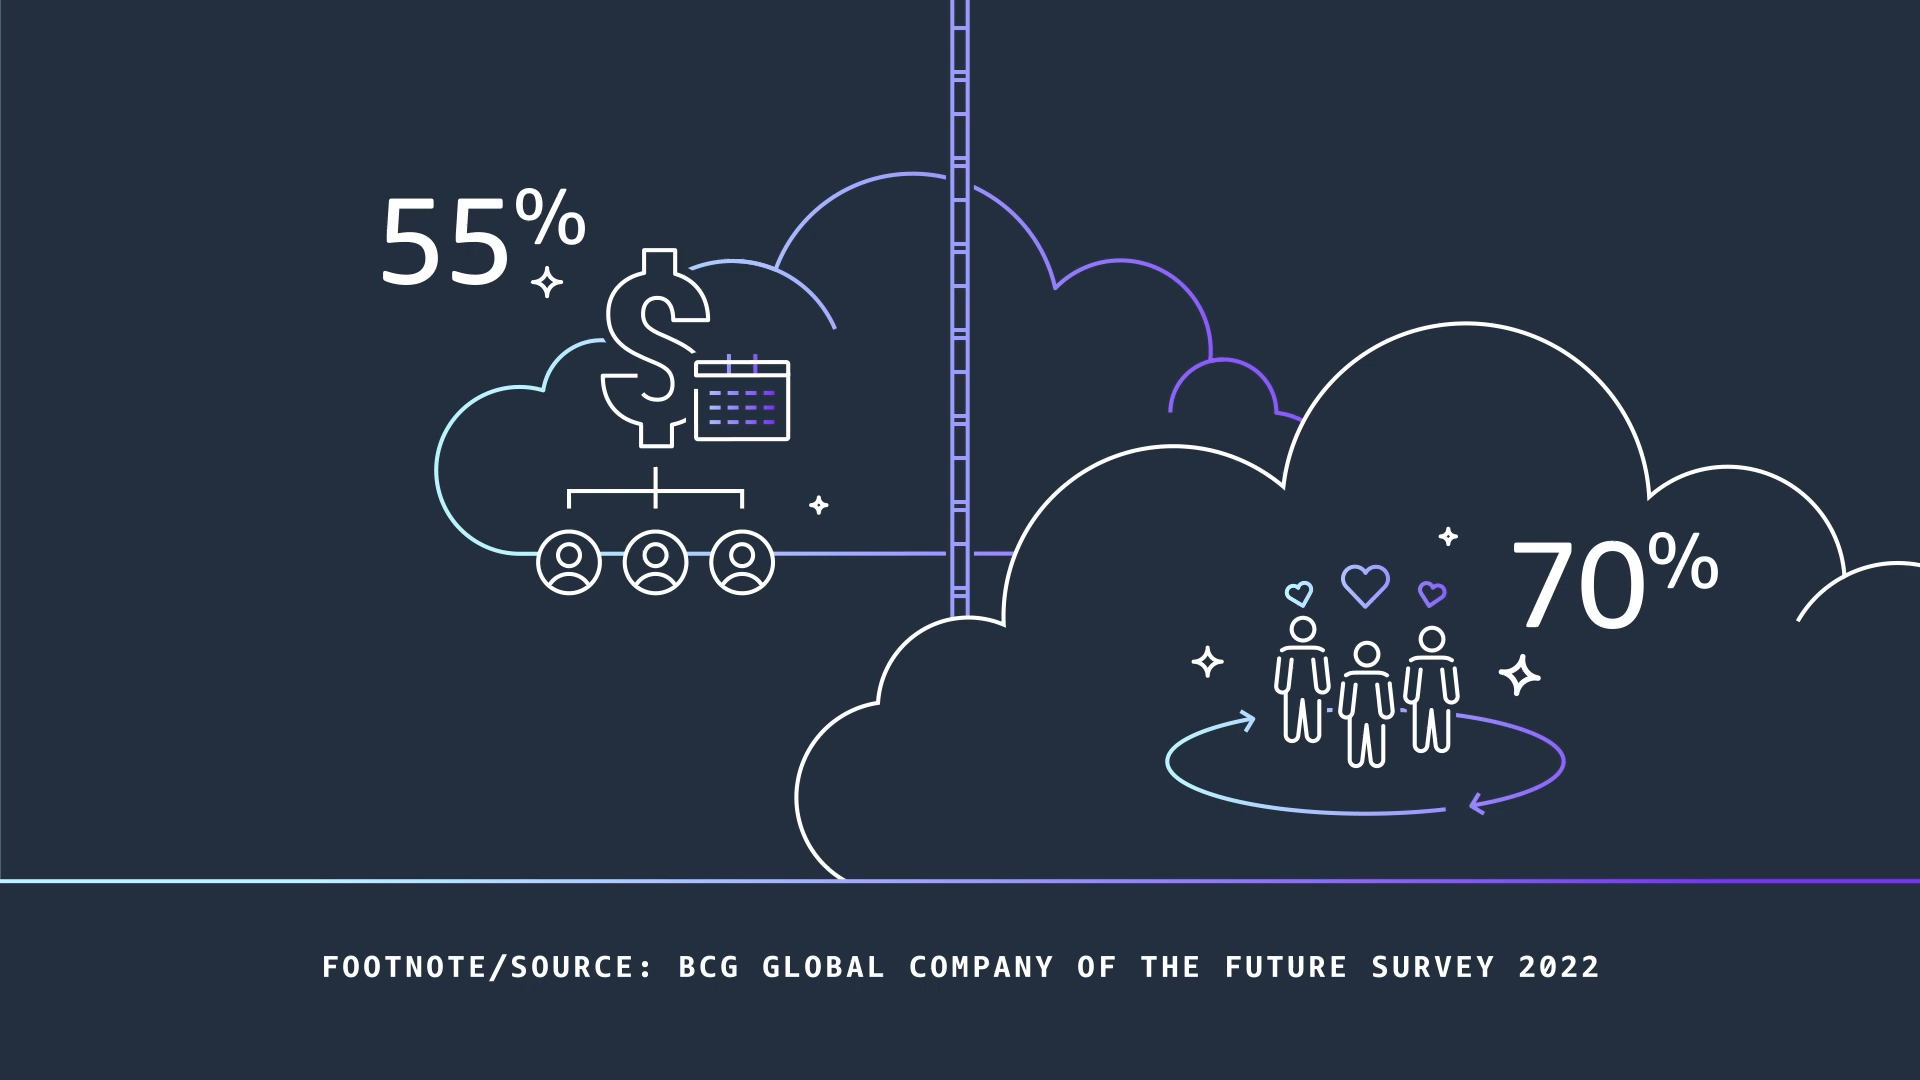 55%
70%
FOOTNOTE/SOURCE: BCG GLOBAL COMPANY OF THE FUTURE SURVEY 2022